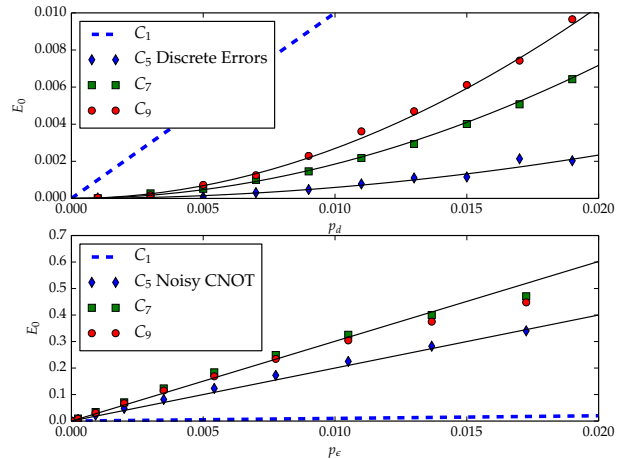 0.010
0.008
0.006
0.004
0.002
0.000
E₀
C₁
C₅ Discrete Errors
C₇
C₉
0.000 0.005 0.010 0.015 0.020
p_d
0.7
0.6
0.5
0.4
0.3
0.2
0.1
0.0
E₀
C₁
C₅ Noisy CNOT
C₇
C₉
0.000 0.005 0.010 0.015 0.020
p_ϵ